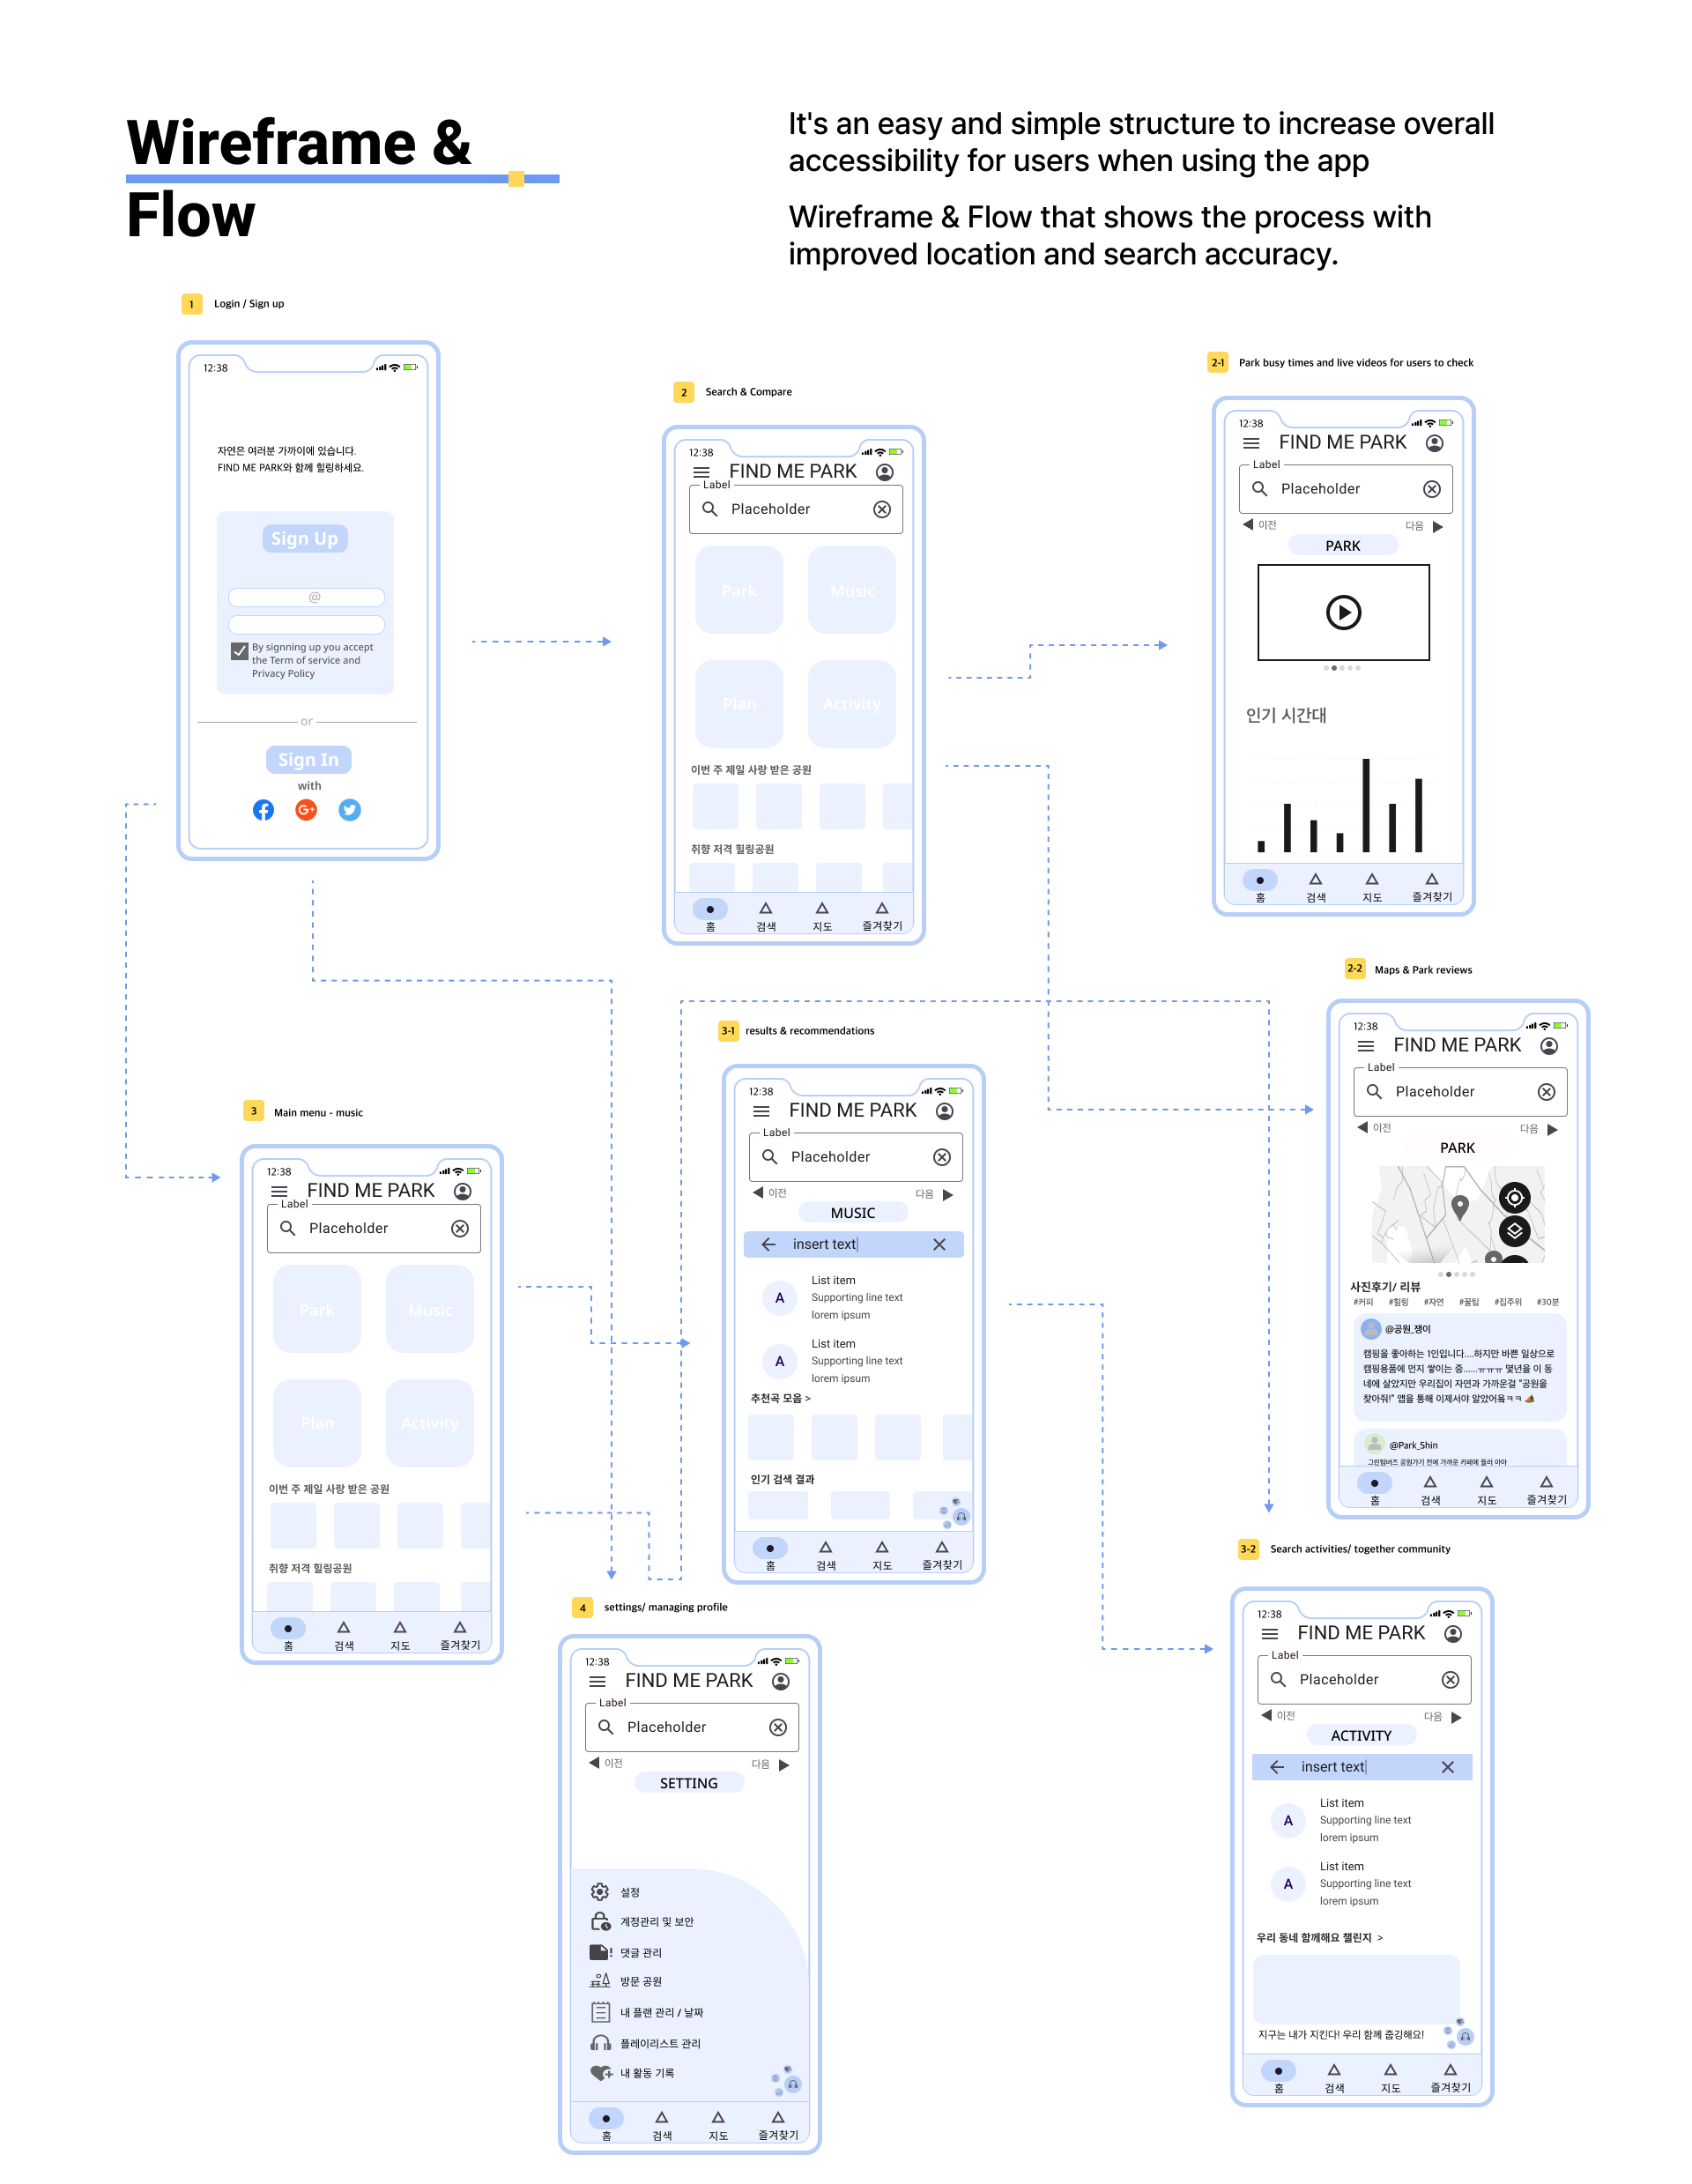 Wireframe &
Flow
It's an easy and simple structure to increase overall
accessibility for users when using the app
Wireframe & Flow that shows the process with
improved location and search accuracy.
1 Login / Sign up
12:38
자연은 여러분 가까이에 있습니다.
FIND ME PARK와 함께 힐링하세요.
Sign Up
@
By signning up you accept
the Term of service and
Privacy Policy
or
Sign In
with
2 Search & Compare
12:38
FIND ME PARK
Label
Placeholder
Park Music
Plan Activity
이번 주 제일 사랑 받은 공원
취향 저격 힐링공원
홈 검색 지도 즐겨찾기
2-1 Park busy times and live videos for users to check
12:38
FIND ME PARK
Label
Placeholder
이전 다음
PARK
인기 시간대
홈 검색 지도 즐겨찾기
2-2 Maps & Park reviews
12:38
FIND ME PARK
Label
Placeholder
이전 다음
PARK
사진후기/ 리뷰
#커피 #힐링 #자연 #꿀팁 #집주위 #30분
@공원_쟁이
캠핑을 좋아하는 1인입니다....하지만 바쁜 일상으로
캠핑용품에 먼지 쌓이는 중......ㅠㅠㅠ 몇년을 이 동
네에 살았지만 우리집이 자연과 가까운걸 "공원을
찾아줘!" 앱을 통해 이제서야 알았어욬ㅋㅋ
@Park_Shin
그린텀버즈 공원가기 전에 가까운 카페에 들러 아아
홈 검색 지도 즐겨찾기
3 Main menu - music
12:38
FIND ME PARK
Label
Placeholder
Park Music
Plan Activity
이번 주 제일 사랑 받은 공원
취향 저격 힐링공원
홈 검색 지도 즐겨찾기
3-1 results & recommendations
12:38
FIND ME PARK
Label
Placeholder
이전 다음
MUSIC
insert text
A List item
Supporting line text
lorem ipsum
A List item
Supporting line text
lorem ipsum
추천곡 모음 >
인기 검색 결과
홈 검색 지도 즐겨찾기
3-2 Search activities/ together community
12:38
FIND ME PARK
Label
Placeholder
이전 다음
ACTIVITY
insert text
A List item
Supporting line text
lorem ipsum
A List item
Supporting line text
lorem ipsum
우리 동네 함께해요 챌린지 >
지구는 내가 지킨다! 우리 함께 줍깅해요!
홈 검색 지도 즐겨찾기
4 settings/ managing profile
12:38
FIND ME PARK
Label
Placeholder
이전 다음
SETTING
설정
계정관리 및 보안
댓글 관리
방문 공원
내 플랜 관리 / 날짜
플레이리스트 관리
내 활동 기록
홈 검색 지도 즐겨찾기